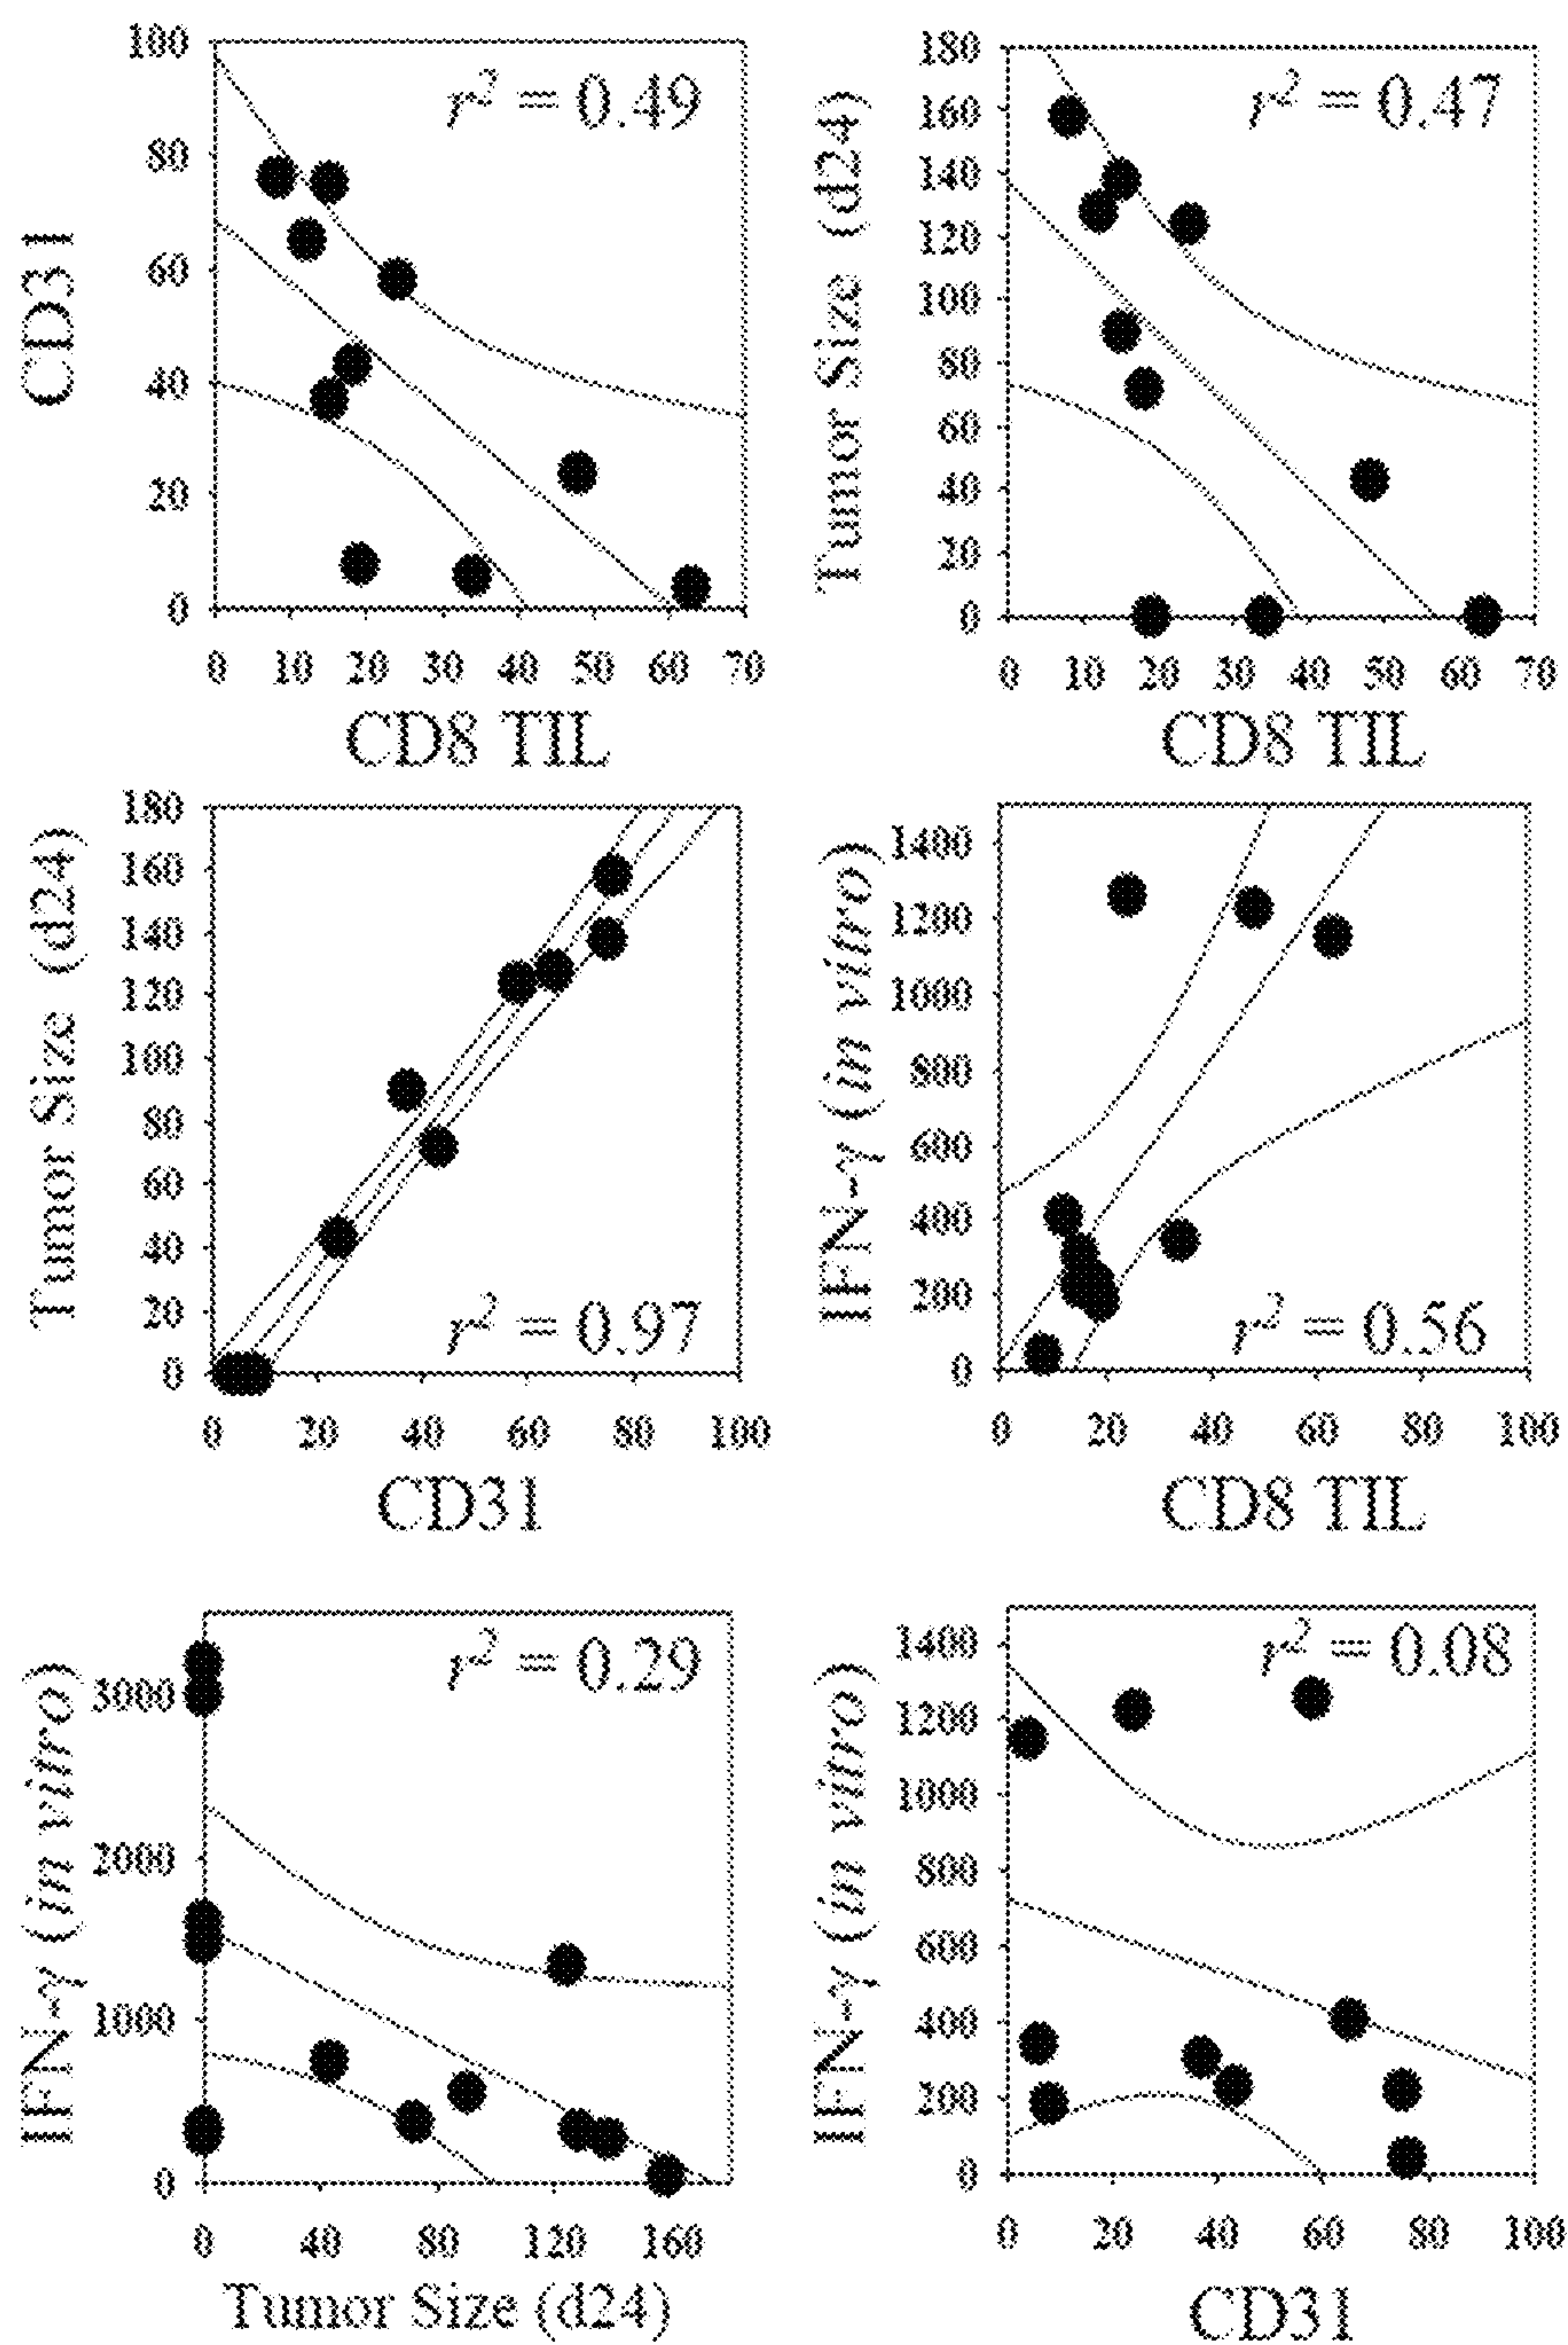 r² = 0.49
CD31
100
80
60
40
20
0
0 10 20 30 40 50 60 70
CD8 TIL
r² = 0.47
Tumor Size (d24)
180
160
140
120
100
80
60
40
20
0
0 10 20 30 40 50 60 70
CD8 TIL
Tumor Size (d24)
180
160
140
120
100
80
60
40
20
0
r² = 0.97
0 20 40 60 80 100
CD31
IFN-γ (in vitro)
1400
1200
1000
800
600
400
200
0
r² = 0.56
0 20 40 60 80 100
CD8 TIL
r² = 0.29
IFN-γ (in vitro)
3000
2000
1000
0
0 40 80 120 160
Tumor Size (d24)
r² = 0.08
IFN-γ (in vitro)
1400
1200
1000
800
600
400
200
0
0 20 40 60 80 100
CD31